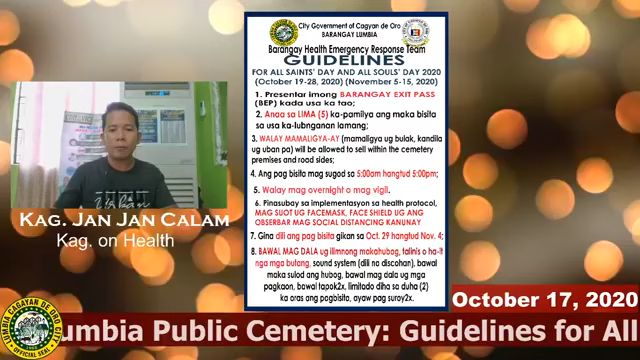 City Government of Cagayan de Oro
BARANGAY LUMBIA
Barangay Health Emergency Response Team
GUIDELINES
FOR ALL SAINTS' DAY AND ALL SOULS' DAY 2020
(October 19-28, 2020) (November 5-15, 2020)
1. Presentar imong BARANGAY EXIT PASS
(BEP) kada usa ka tao;
2. Anaa sa LIMA (5) ka-pamilya ang maka bisita
sa usa ka-lubnganan lamang;
3. WALAY MAMALIGYA-AY (mamaligya ug bulak, kandila
ug uban pa) will be allowed to sell within the cemetery
premises and road sides;
4. Ang pag bisita mag sugod sa 5:00am hangtud 5:00pm;
5. Walay mag overnight o mag vigil.
6. Pinasubay sa implementasyon sa health protocol,
MAG SUOT UG FACEMASK, FACE SHIELD UG ANG
OBSERBAR MAG SOCIAL DISTANCING KANUNAY
7. Gina dili ang pag bisita gikan sa Oct. 29 hangtud Nov. 4;
8. BAWAL MAG DALA ug ilimnong makahubog, talinis o ha-it
nga mga butang, sound system (dili na discohan), bawal
maka sulod ang hubog, bawal mag dala ug mga
pagkaon, bawal tapok2x, limitado diha sa duha (2)
ka oras ang pagbisita, ayaw pag suroy2x.
KAG. JAN JAN CALAM
Kag. on Health
October 17, 2020
umbia Public Cemetery: Guidelines for All
LUMBIA CAGAYAN DE ORO CITY
OFFICIAL SEAL